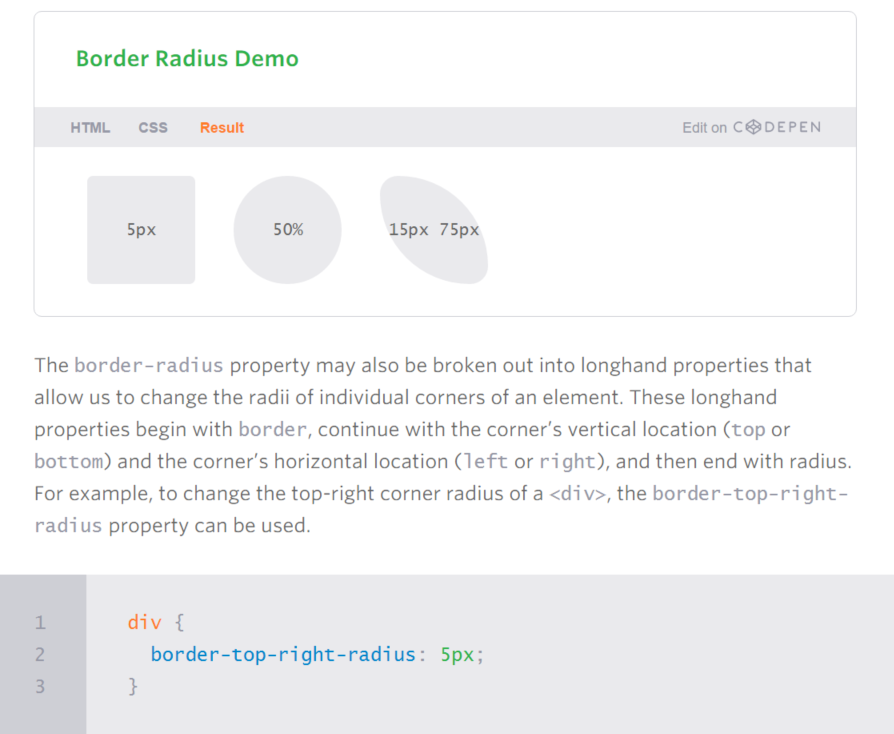 Border Radius Demo
HTML CSS Result Edit on CODEPEN
5px 50% 15px 75px
The border-radius property may also be broken out into longhand properties that
allow us to change the radii of individual corners of an element. These longhand
properties begin with border, continue with the corner’s vertical location (top or
bottom) and the corner’s horizontal location (left or right), and then end with radius.
For example, to change the top-right corner radius of a <div>, the border-top-right-
radius property can be used.
1 div {
2 border-top-right-radius: 5px;
3 }